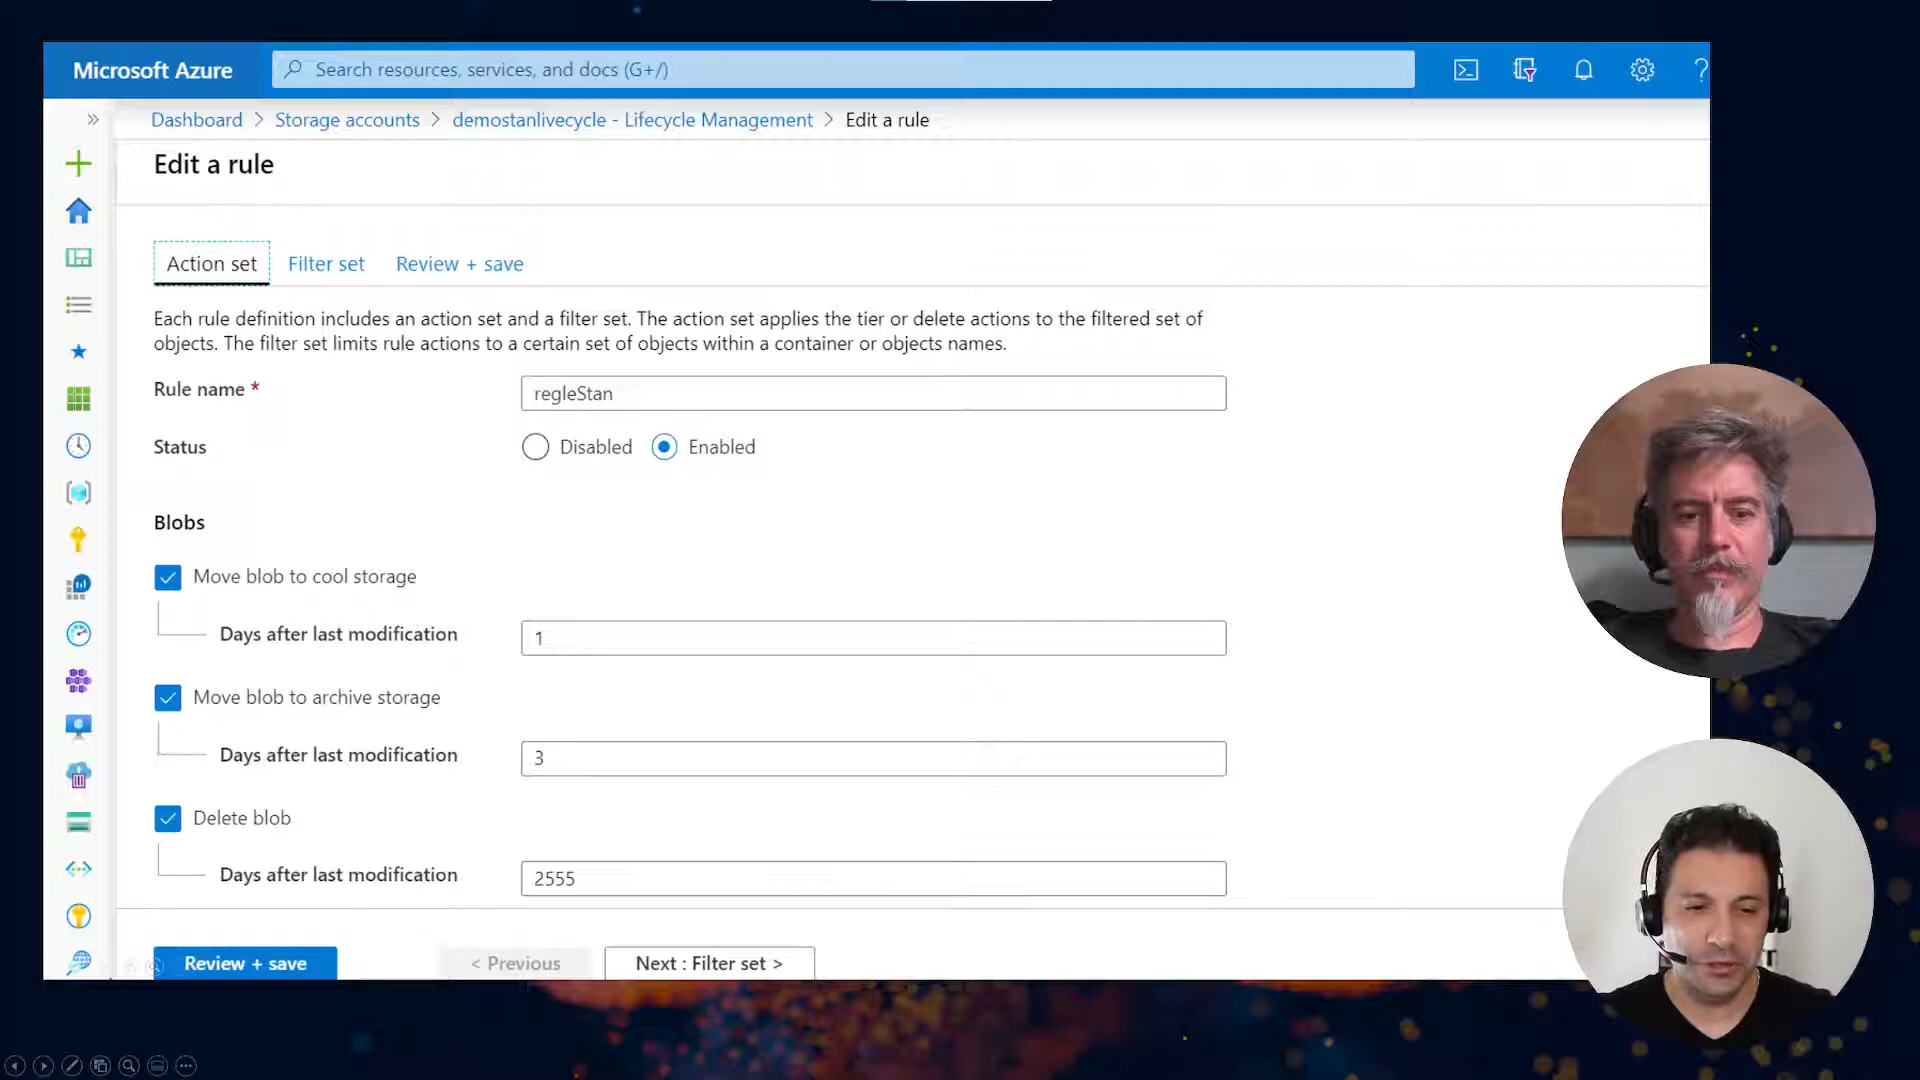 Microsoft Azure
Search resources, services, and docs (G+/)
Dashboard > Storage accounts > demostanlivecycle - Lifecycle Management > Edit a rule
Edit a rule
Action set
Filter set
Review + save
Each rule definition includes an action set and a filter set. The action set applies the tier or delete actions to the filtered set of
objects. The filter set limits rule actions to a certain set of objects within a container or objects names.
Rule name *
regleStan
Status
Disabled
Enabled
Blobs
Move blob to cool storage
Days after last modification
1
Move blob to archive storage
Days after last modification
3
Delete blob
Days after last modification
2555
Review + save
< Previous
Next : Filter set >